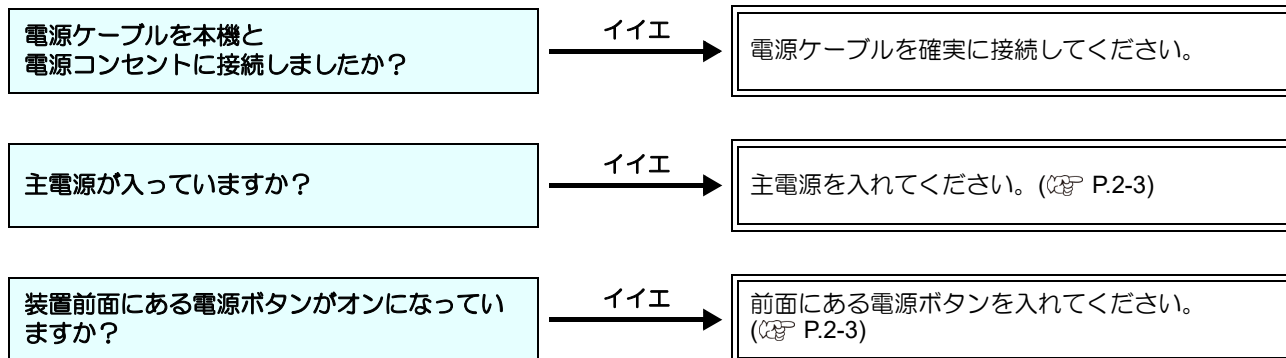 電源ケーブルを本機と
電源コンセントに接続しましたか？
イイエ
電源ケーブルを確実に接続してください。
主電源が入っていますか？
イイエ
主電源を入れてください。(☞ P.2-3)
装置前面にある電源ボタンがオンになってい
ますか？
イイエ
前面にある電源ボタンを入れてください。
(☞ P.2-3)